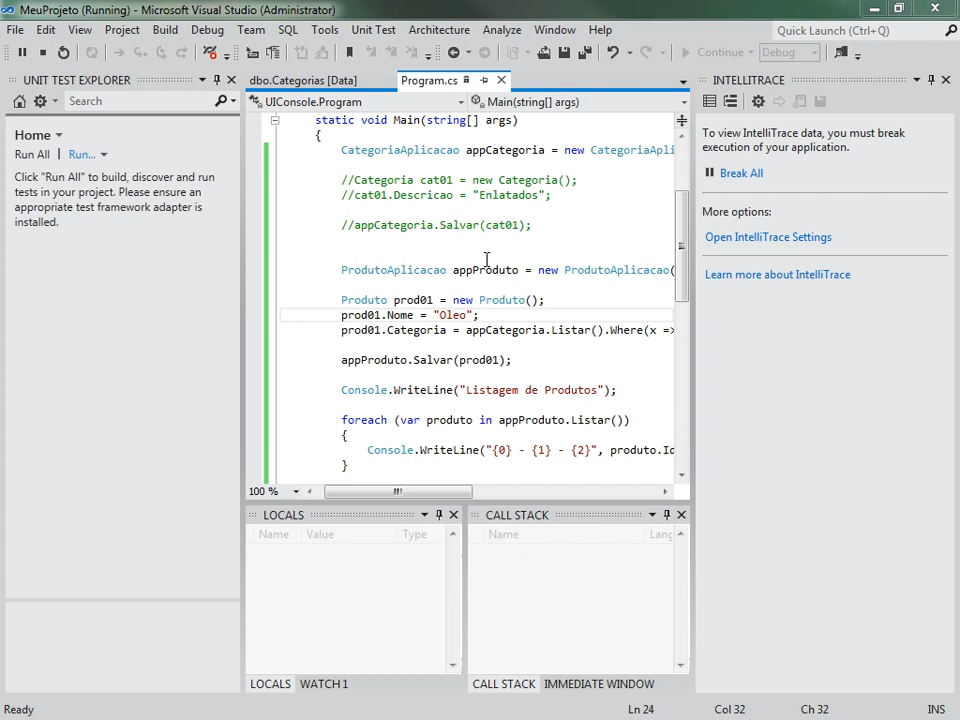 MeuProjeto (Running) - Microsoft Visual Studio (Administrator)
File Edit View Project Build Debug Team SQL Tools Unit Test Architecture Analyze Window Help
Quick Launch (Ctrl+Q)
Continue Debug
UNIT TEST EXPLORER
Search
Home
Run All | Run...
Click "Run All" to build, discover and run
tests in your project. Please ensure an
appropriate test framework adapter is
installed.
dbo.Categorias [Data] Program.cs
UIConsole.Program Main(string[] args)
static void Main(string[] args)
{
CategoriaAplicacao appCategoria = new CategoriaApli
//Categoria cat01 = new Categoria();
//cat01.Descricao = "Enlatados";
//appCategoria.Salvar(cat01);
ProdutoAplicacao appProduto = new ProdutoAplicacao(
Produto prod01 = new Produto();
prod01.Nome = "Oleo";
prod01.Categoria = appCategoria.Listar().Where(x =>
appProduto.Salvar(prod01);
Console.WriteLine("Listagem de Produtos");
foreach (var produto in appProduto.Listar())
{
Console.WriteLine("{0} - {1} - {2}", produto.Id
}
100 %
LOCALS
Name Value Type
LOCALS WATCH 1
CALL STACK
Name Lang
CALL STACK IMMEDIATE WINDOW
INTELLITRACE
To view IntelliTrace data, you must break
execution of your application.
Break All
More options:
Open IntelliTrace Settings
Learn more about IntelliTrace
Ready Ln 24 Col 32 Ch 32 INS